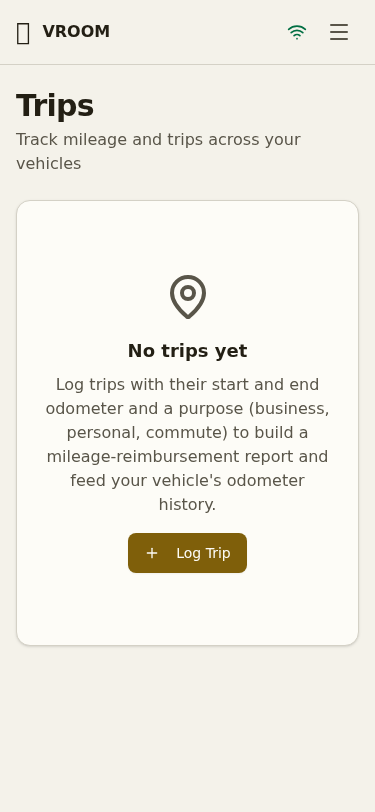 VROOM
Trips
Track mileage and trips across your
vehicles
No trips yet
Log trips with their start and end
odometer and a purpose (business,
personal, commute) to build a
mileage-reimbursement report and
feed your vehicle's odometer
history.
Log Trip